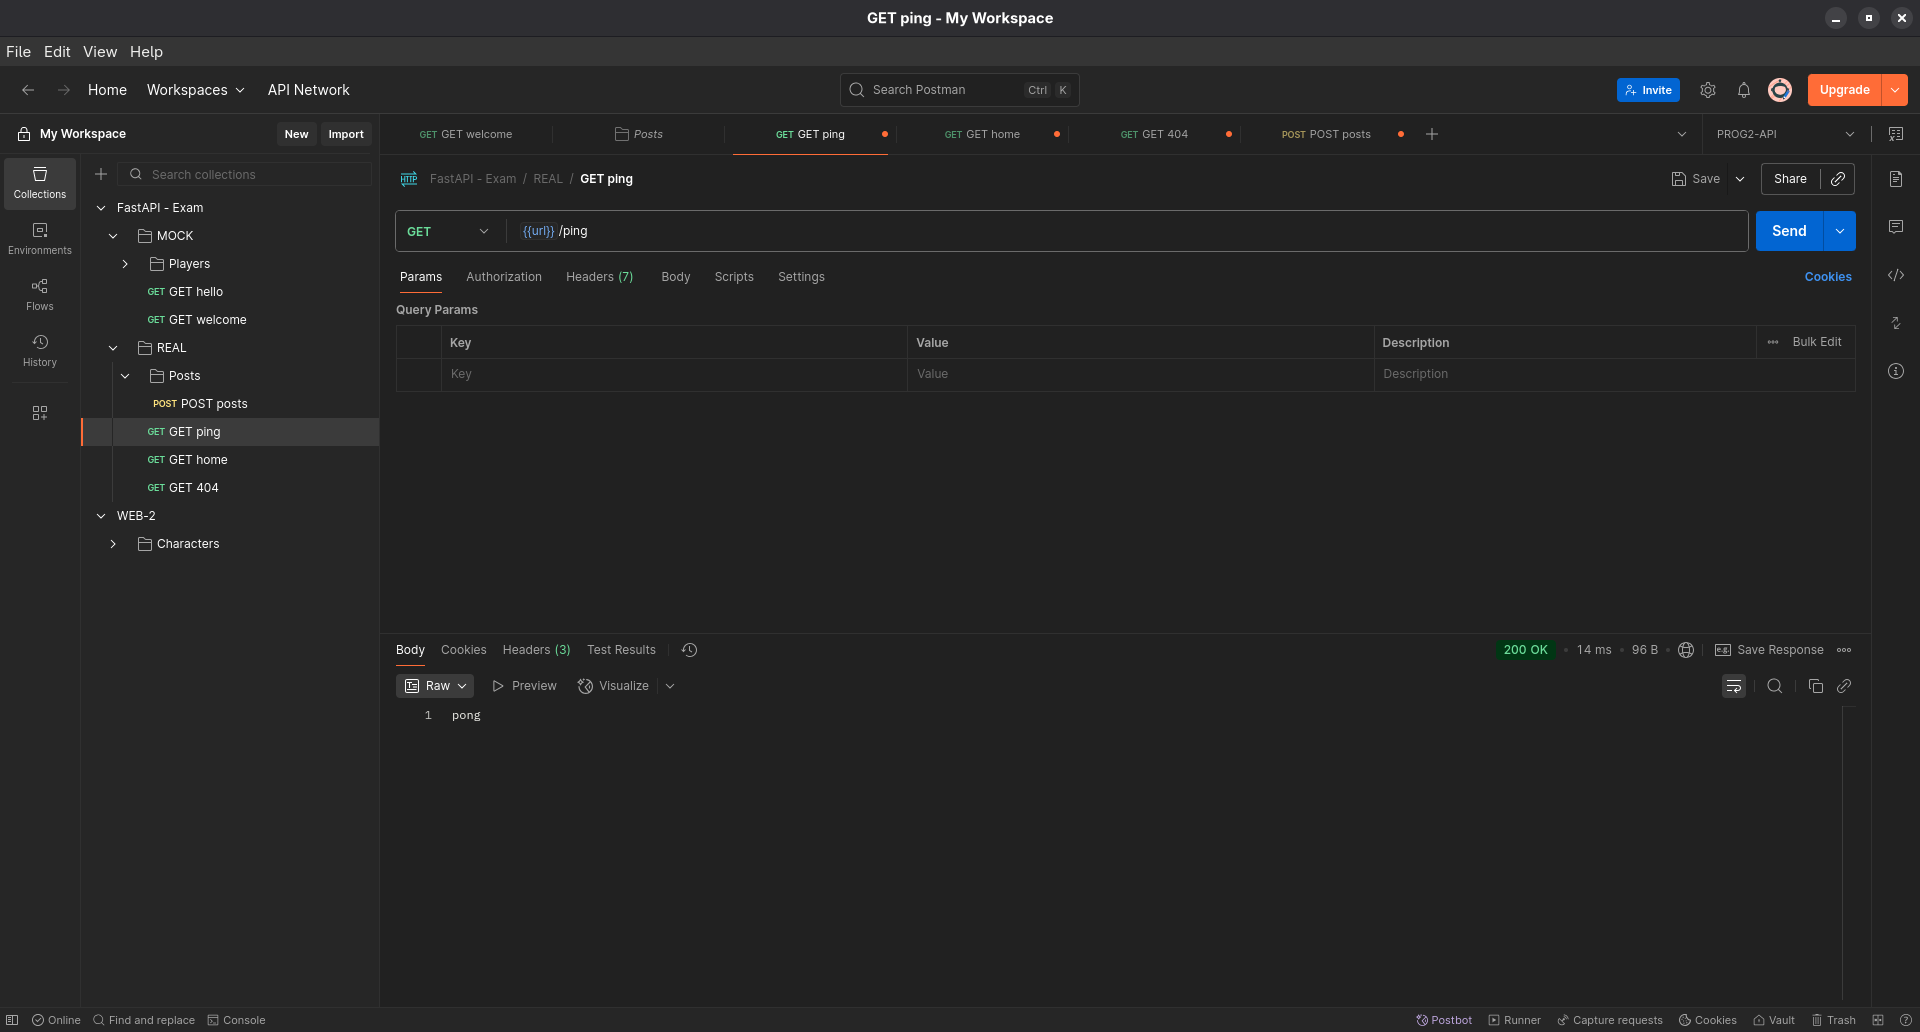 GET ping - My Workspace
File Edit View Help
Home Workspaces API Network Search Postman Ctrl K Invite Upgrade
My Workspace New Import GET GET welcome Posts GET GET ping GET GET home GET GET 404 POST POST posts PROG2-API
Search collections
Collections
Environments
Flows
History
FastAPI - Exam
MOCK
Players
GET GET hello
GET GET welcome
REAL
Posts
POST POST posts
GET GET ping
GET GET home
GET GET 404
WEB-2
Characters
HTTP FastAPI - Exam / REAL / GET ping Save Share
GET {{url}} /ping Send
Params Authorization Headers (7) Body Scripts Settings Cookies
Query Params
Key Value Description Bulk Edit
Key Value Description
Body Cookies Headers (3) Test Results 200 OK • 14 ms • 96 B • e.g. Save Response
Raw Preview Visualize
1 pong
Online Find and replace Console Postbot Runner Capture requests Cookies Vault Trash